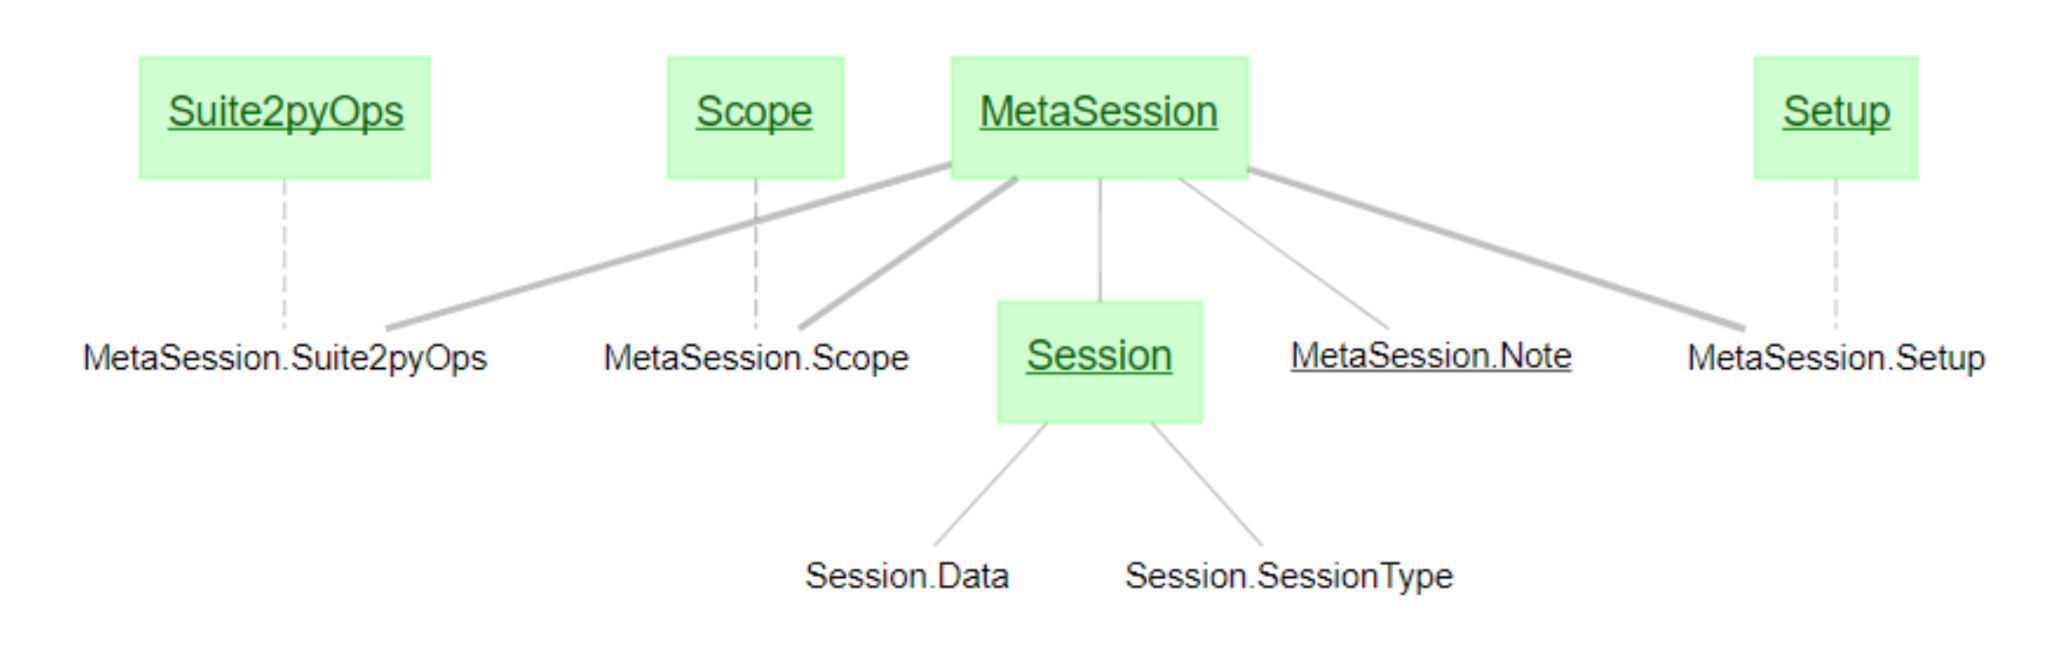 Suite2pyOps
Scope
MetaSession
Setup
MetaSession.Suite2pyOps
MetaSession.Scope
Session
MetaSession.Note
MetaSession.Setup
Session.Data
Session.SessionType